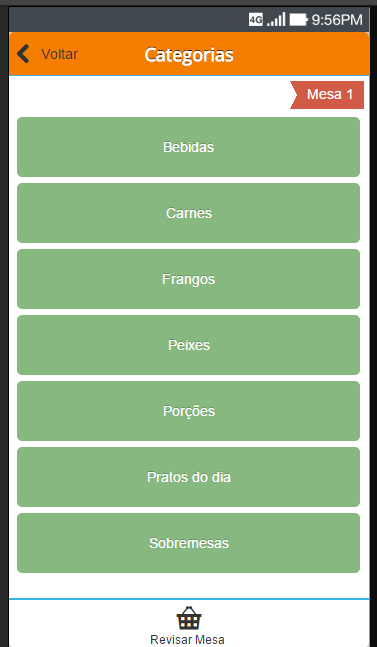 4G 9:56PM
Voltar Categorias
Mesa 1
Bebidas
Carnes
Frangos
Peixes
Porções
Pratos do dia
Sobremesas
Revisar Mesa